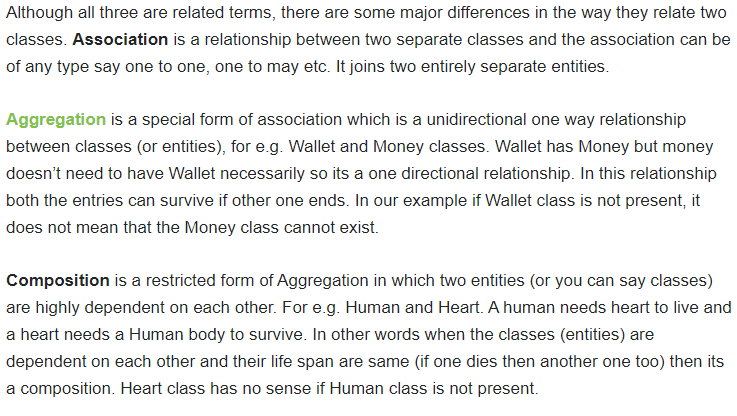 Although all three are related terms, there are some major differences in the way they relate two
classes. Association is a relationship between two separate classes and the association can be
of any type say one to one, one to may etc. It joins two entirely separate entities.
Aggregation is a special form of association which is a unidirectional one way relationship
between classes (or entities), for e.g. Wallet and Money classes. Wallet has Money but money
doesn’t need to have Wallet necessarily so its a one directional relationship. In this relationship
both the entries can survive if other one ends. In our example if Wallet class is not present, it
does not mean that the Money class cannot exist.
Composition is a restricted form of Aggregation in which two entities (or you can say classes)
are highly dependent on each other. For e.g. Human and Heart. A human needs heart to live and
a heart needs a Human body to survive. In other words when the classes (entities) are
dependent on each other and their life span are same (if one dies then another one too) then its
a composition. Heart class has no sense if Human class is not present.